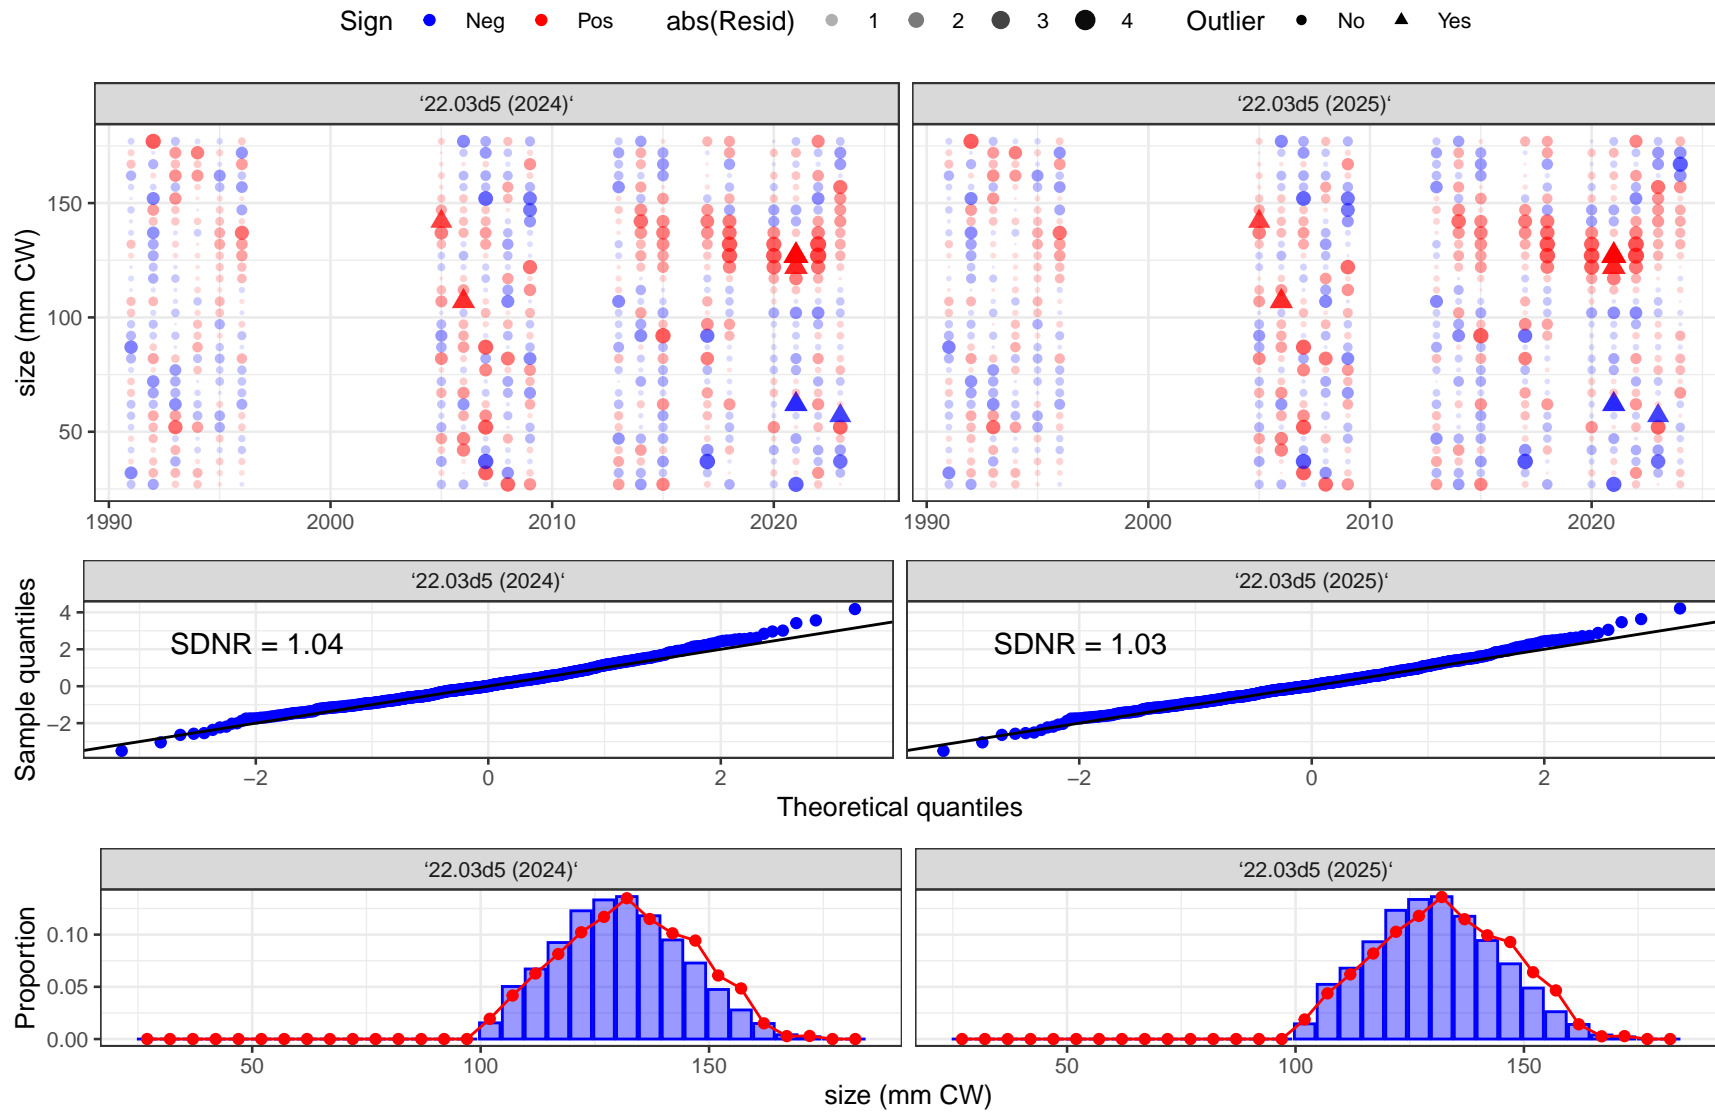 Sign Neg Pos abs(Resid) 1 2 3 4 Outlier No Yes
‘22.03d5 (2024)‘ ‘22.03d5 (2025)‘
size (mm CW)
150
100
50
1990 2000 2010 2020 1990 2000 2010 2020
‘22.03d5 (2024)‘ ‘22.03d5 (2025)‘
Sample quantiles
4
2
0
−2
SDNR = 1.04 SDNR = 1.03
−2 0 2 −2 0 2
Theoretical quantiles
‘22.03d5 (2024)‘ ‘22.03d5 (2025)‘
Proportion
0.10
0.05
0.00
50 100 150 50 100 150
size (mm CW)